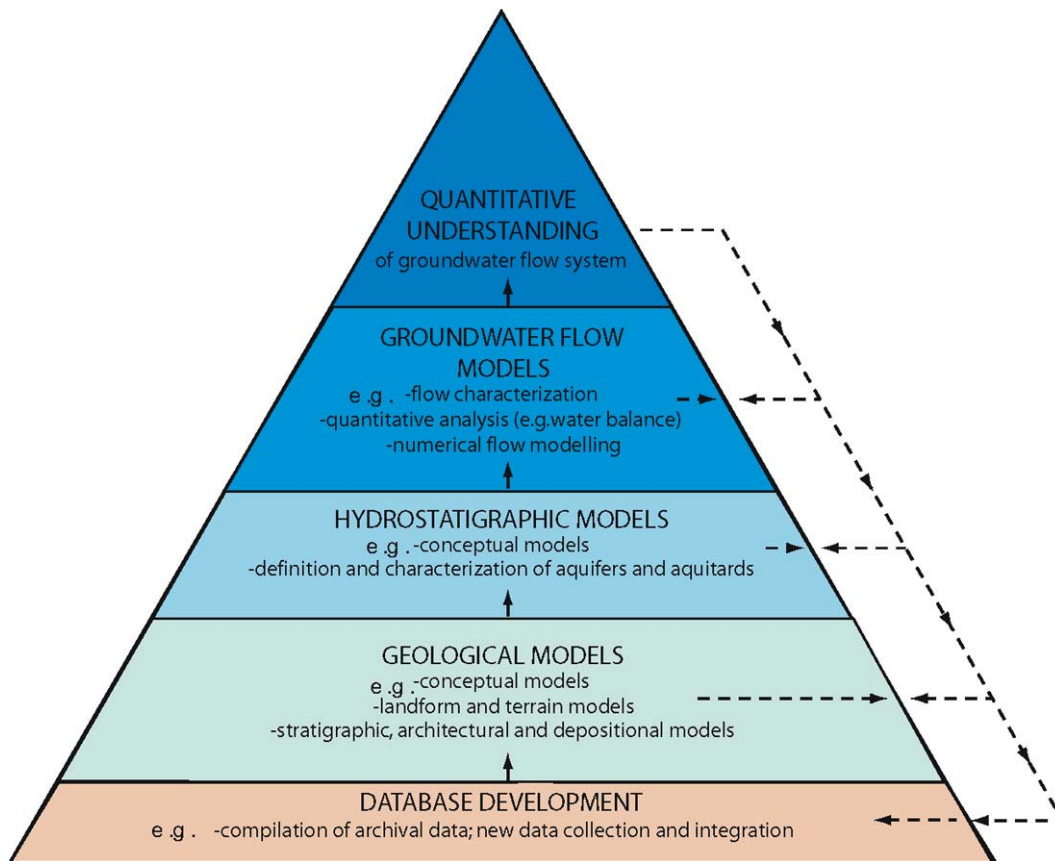 QUANTITATIVE
UNDERSTANDING
of groundwater flow system
GROUNDWATER FLOW
MODELS
e.g. -flow characterization
-quantitative analysis (e.g.water balance)
-numerical flow modelling
HYDROSTATIGRAPHIC MODELS
e.g. -conceptual models
-definition and characterization of aquifers and aquitards
GEOLOGICAL MODELS
e.g. -conceptual models
-landform and terrain models
-stratigraphic, architectural and depositional models
DATABASE DEVELOPMENT
e.g. -compilation of archival data; new data collection and integration